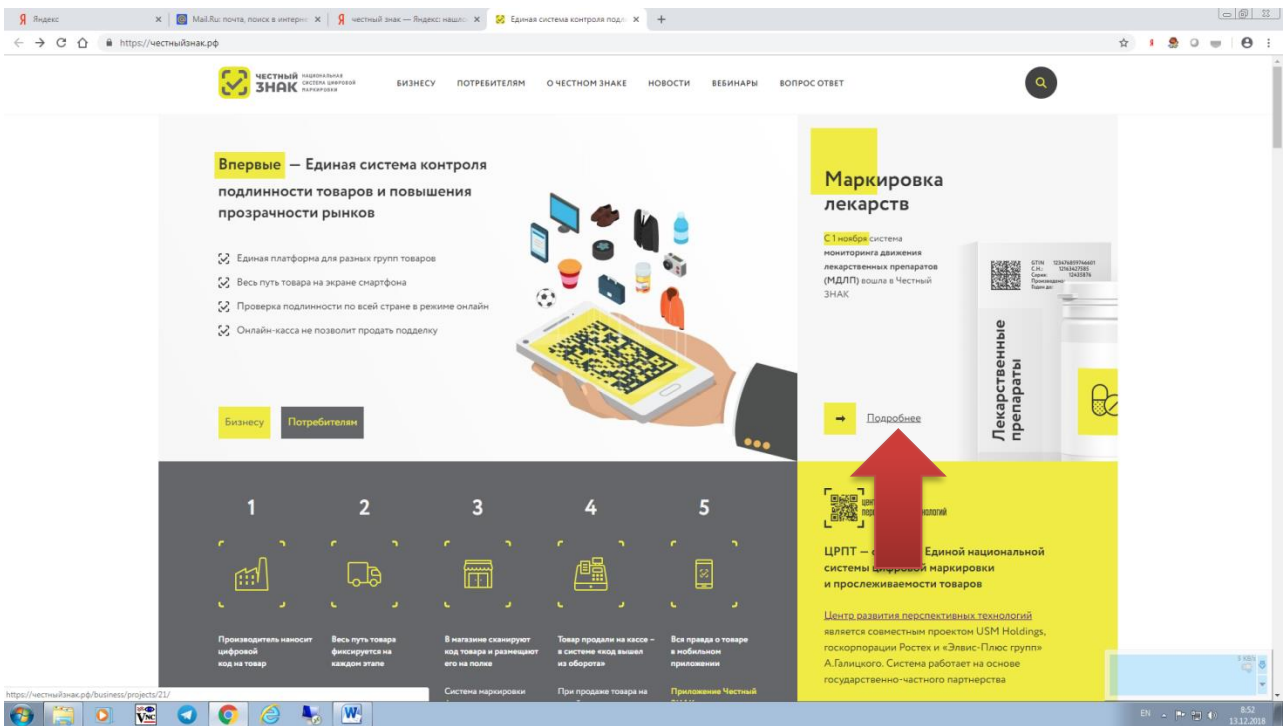 Яндекс
Mail.Ru: почта, поиск в интерне
честный знак — Яндекс: нашло
Единая система контроля подл
https://честныйзнак.рф
ЧЕСТНЫЙ
ЗНАК
НАЦИОНАЛЬНАЯ
СИСТЕМА ЦИФРОВОЙ
МАРКИРОВКИ
БИЗНЕСУ
ПОТРЕБИТЕЛЯМ
О ЧЕСТНОМ ЗНАКЕ
НОВОСТИ
ВЕБИНАРЫ
ВОПРОС ОТВЕТ
Впервые — Единая система контроля
подлинности товаров и повышения
прозрачности рынков
Единая платформа для разных групп товаров
Весь путь товара на экране смартфона
Проверка подлинности по всей стране в режиме онлайн
Онлайн-касса не позволит продать подделку
Бизнесу
Потребителям
Маркировка
лекарств
С 1 ноября система
мониторинга движения
лекарственных препаратов
(МДЛП) вошла в Честный
ЗНАК
Подробнее
GTIN
С.Н.:
Серия:
Лекарственные
препараты
1
2
3
4
5
Производитель наносит
цифровой
код на товар
Весь путь товара
фиксируется на
каждом этапе
В магазине сканируют
код товара и размещают
его на полке
Товар продали на кассе –
в системе «код вышел
из оборота»
Вся правда о товаре
в мобильном
приложении
Система маркировки
При продаже товара на
Приложение Честный
ЦРПТ —
Единой национальной
системы цифровой маркировки
и прослеживаемости товаров
Центр развития перспективных технологий
является совместным проектом USM Holdings,
госкорпорации Ростех и «Элвис-Плюс групп»
А.Галицкого. Система работает на основе
государственно-частного партнерства
https://честныйзнак.рф/business/projects/21/
EN
8:52
13.12.2018